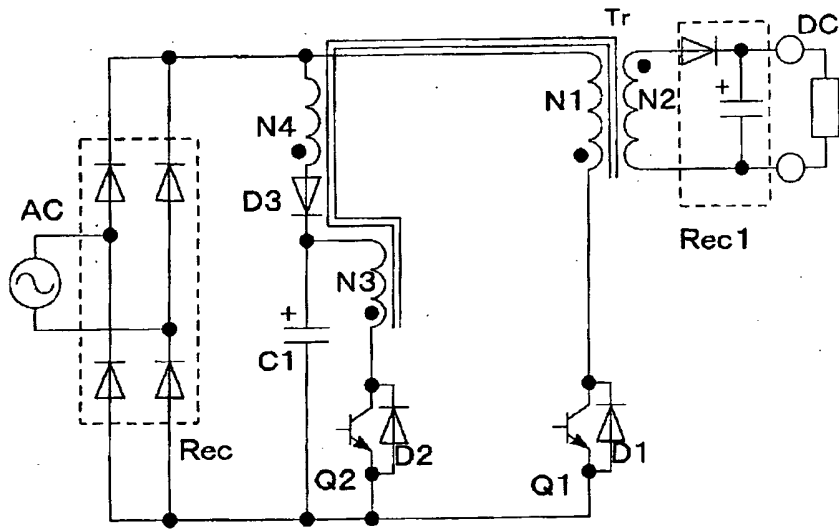 Tr
DC
N4
N1
N2
+
AC
D3
Rec1
N3
+
C1
Rec
D2
D1
Q2
Q1